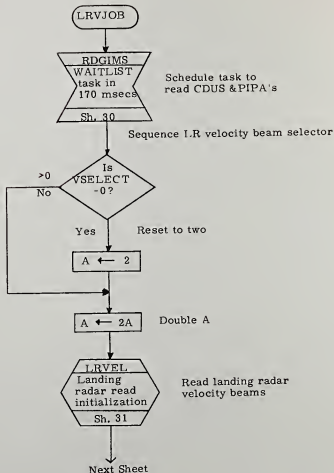 LRVJOB
RDGIMS
WAITLIST
task in
170 msecs
Sh. 30
Schedule task to
read CDUS &PIPA's
Sequence LR velocity beam selector
>0
No
Is
VSELECT
-0?
Yes
Reset to two
A ← 2
A ← 2A
Double A
LRVEL
Landing
radar read
initialization
Sh. 31
Read landing radar
velocity beams
Next Sheet